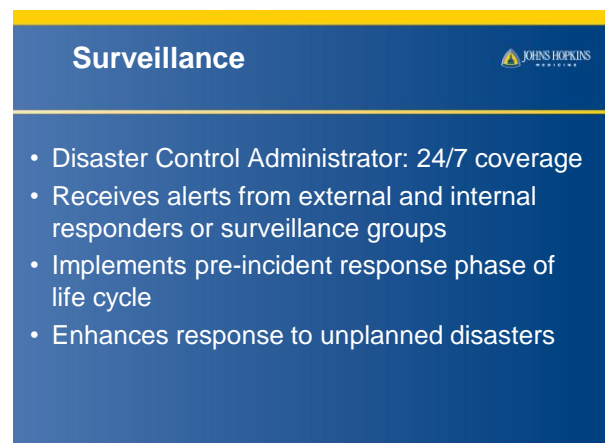 Surveillance
JOHNS HOPKINS
MEDICINE
• Disaster Control Administrator: 24/7 coverage
• Receives alerts from external and internal
responders or surveillance groups
• Implements pre-incident response phase of
life cycle
• Enhances response to unplanned disasters